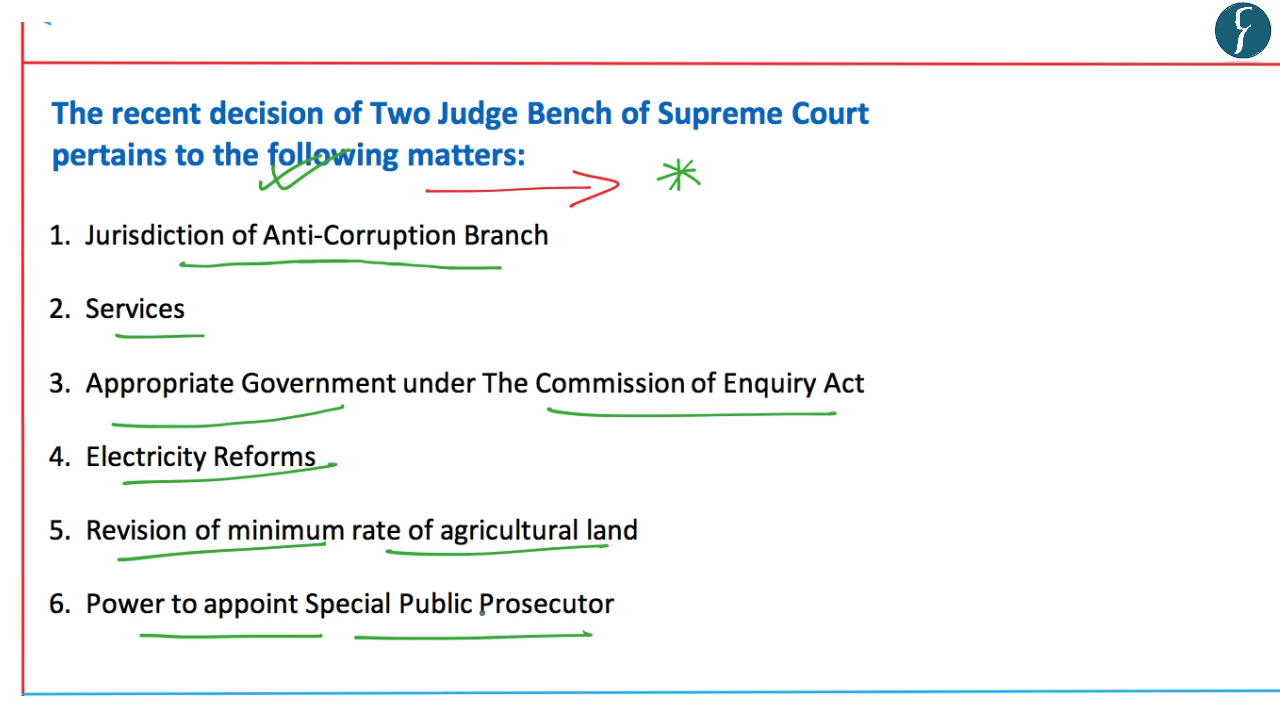 The recent decision of Two Judge Bench of Supreme Court
pertains to the following matters:
1. Jurisdiction of Anti-Corruption Branch
2. Services
3. Appropriate Government under The Commission of Enquiry Act
4. Electricity Reforms
5. Revision of minimum rate of agricultural land
6. Power to appoint Special Public Prosecutor